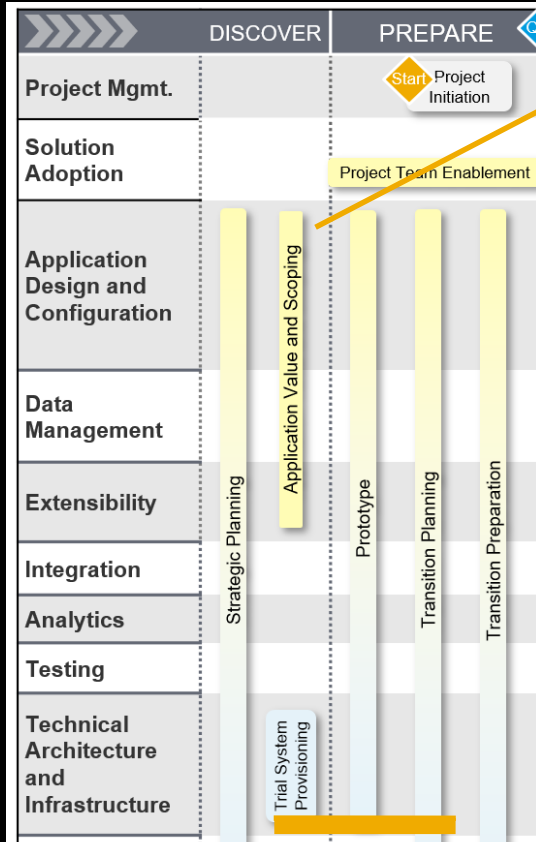 DISCOVER
PREPARE
Q
Project Mgmt.
Start
Project
Initiation
Solution
Adoption
Project Team Enablement
Application
Design and
Configuration
Application Value and Scoping
Data
Management
Extensibility
Strategic Planning
Prototype
Transition Planning
Transition Preparation
Integration
Analytics
Testing
Technical
Architecture
and
Infrastructure
Trial System
Provisioning